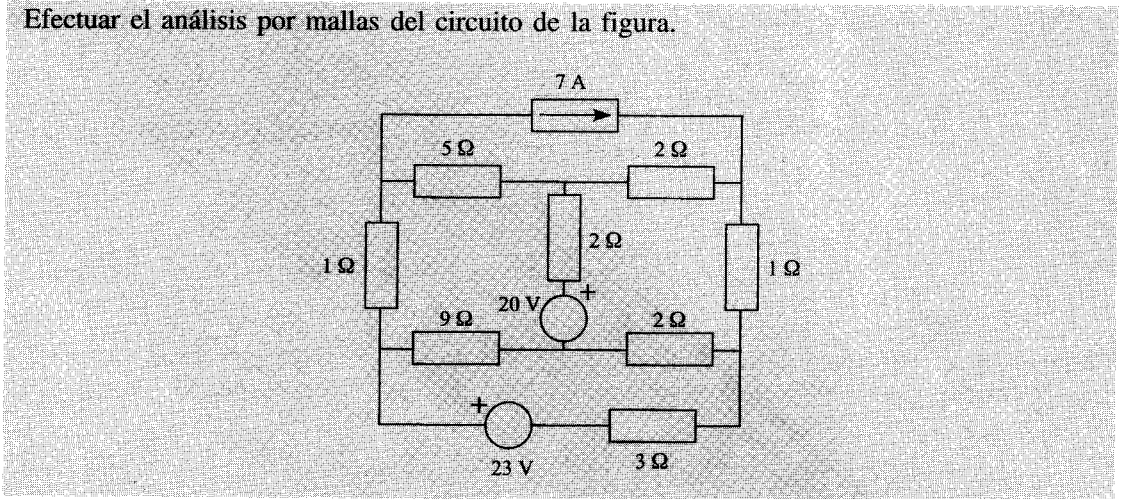 Efectuar el análisis por mallas del circuito de la figura.
7 A
5 Ω
2 Ω
2 Ω
1 Ω
1 Ω
20 V
+
9 Ω
2 Ω
+
23 V
3 Ω